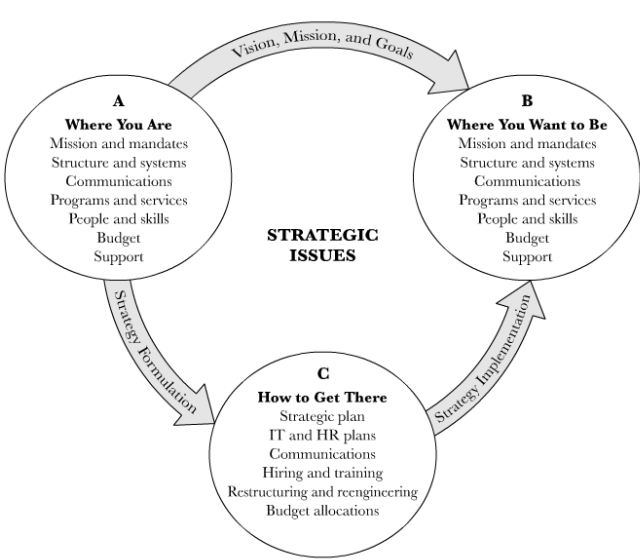 Vision, Mission, and Goals
A
Where You Are
Mission and mandates
Structure and systems
Communications
Programs and services
People and skills
Budget
Support
B
Where You Want to Be
Mission and mandates
Structure and systems
Communications
Programs and services
People and skills
Budget
Support
STRATEGIC
ISSUES
Strategy Formulation
Strategy Implementation
C
How to Get There
Strategic plan
IT and HR plans
Communications
Hiring and training
Restructuring and reengineering
Budget allocations